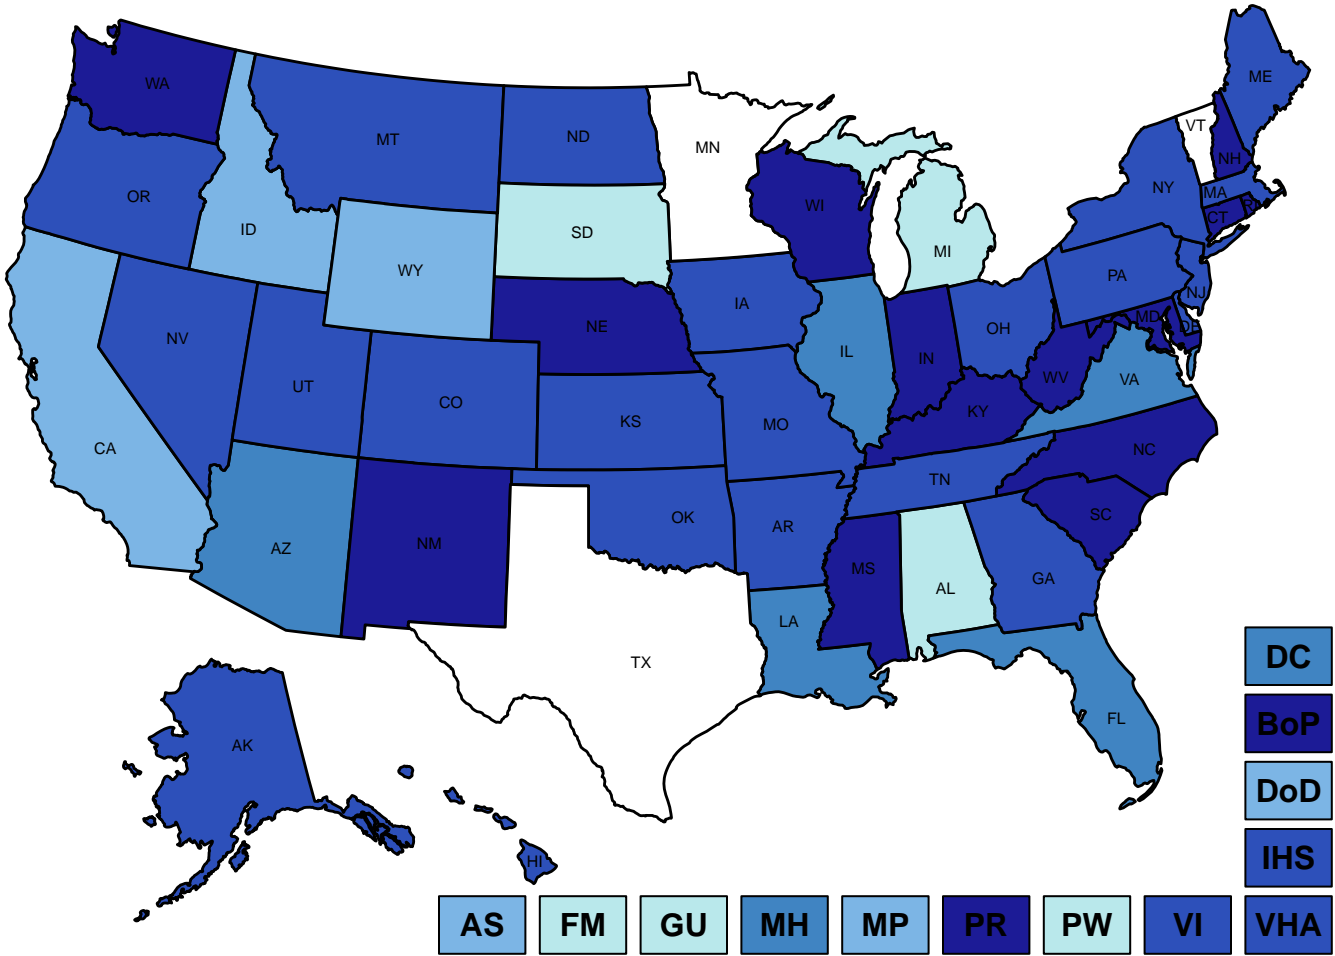 ME
WA
VT
MT
ND
MN
NH
NY
MA
OR
WI
RI
CT
ID
SD
MI
WY
PA
NJ
IA
MD
NE
OH
DE
NV
IL
IN
UT
WV
VA
CO
KY
KS
MO
CA
NC
TN
OK
SC
AR
AZ
NM
MS
GA
AL
LA
TX
DC
FL
BoP
AK
DoD
HI
IHS
AS FM GU MH MP PR PW VI VHA